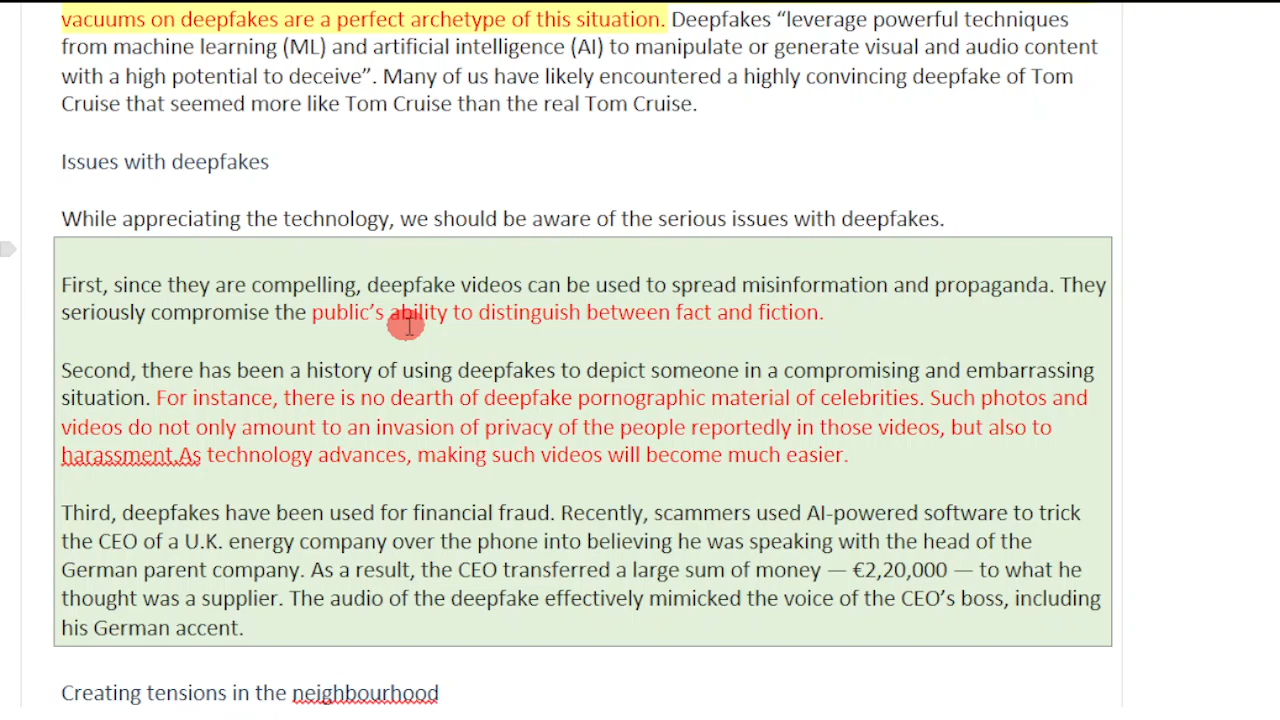 vacuums on deepfakes are a perfect archetype of this situation. Deepfakes “leverage powerful techniques
from machine learning (ML) and artificial intelligence (AI) to manipulate or generate visual and audio content
with a high potential to deceive”. Many of us have likely encountered a highly convincing deepfake of Tom
Cruise that seemed more like Tom Cruise than the real Tom Cruise.
Issues with deepfakes
While appreciating the technology, we should be aware of the serious issues with deepfakes.
First, since they are compelling, deepfake videos can be used to spread misinformation and propaganda. They
seriously compromise the public’s ability to distinguish between fact and fiction.
Second, there has been a history of using deepfakes to depict someone in a compromising and embarrassing
situation. For instance, there is no dearth of deepfake pornographic material of celebrities. Such photos and
videos do not only amount to an invasion of privacy of the people reportedly in those videos, but also to
harassment.As technology advances, making such videos will become much easier.
Third, deepfakes have been used for financial fraud. Recently, scammers used AI-powered software to trick
the CEO of a U.K. energy company over the phone into believing he was speaking with the head of the
German parent company. As a result, the CEO transferred a large sum of money — €2,20,000 — to what he
thought was a supplier. The audio of the deepfake effectively mimicked the voice of the CEO’s boss, including
his German accent.
Creating tensions in the neighbourhood